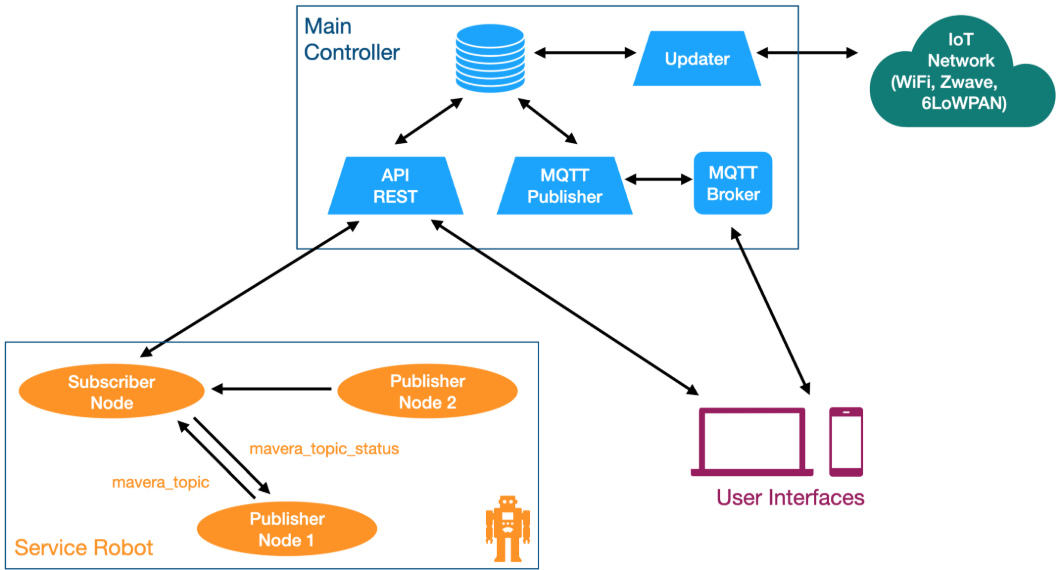 Main
Controller
Updater
IoT
Network
(WiFi, Zwave,
6LoWPAN)
API
REST
MQTT
Publisher
MQTT
Broker
Subscriber
Node
Publisher
Node 2
mavera_topic_status
mavera_topic
Publisher
Node 1
Service Robot
User Interfaces